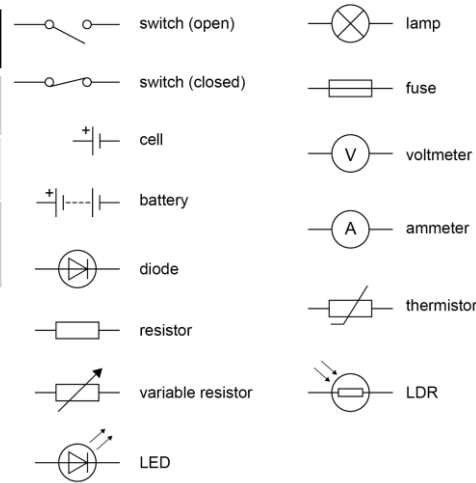 switch (open)
switch (closed)
+
cell
+
battery
diode
resistor
variable resistor
LED
lamp
fuse
V
voltmeter
A
ammeter
thermistor
LDR